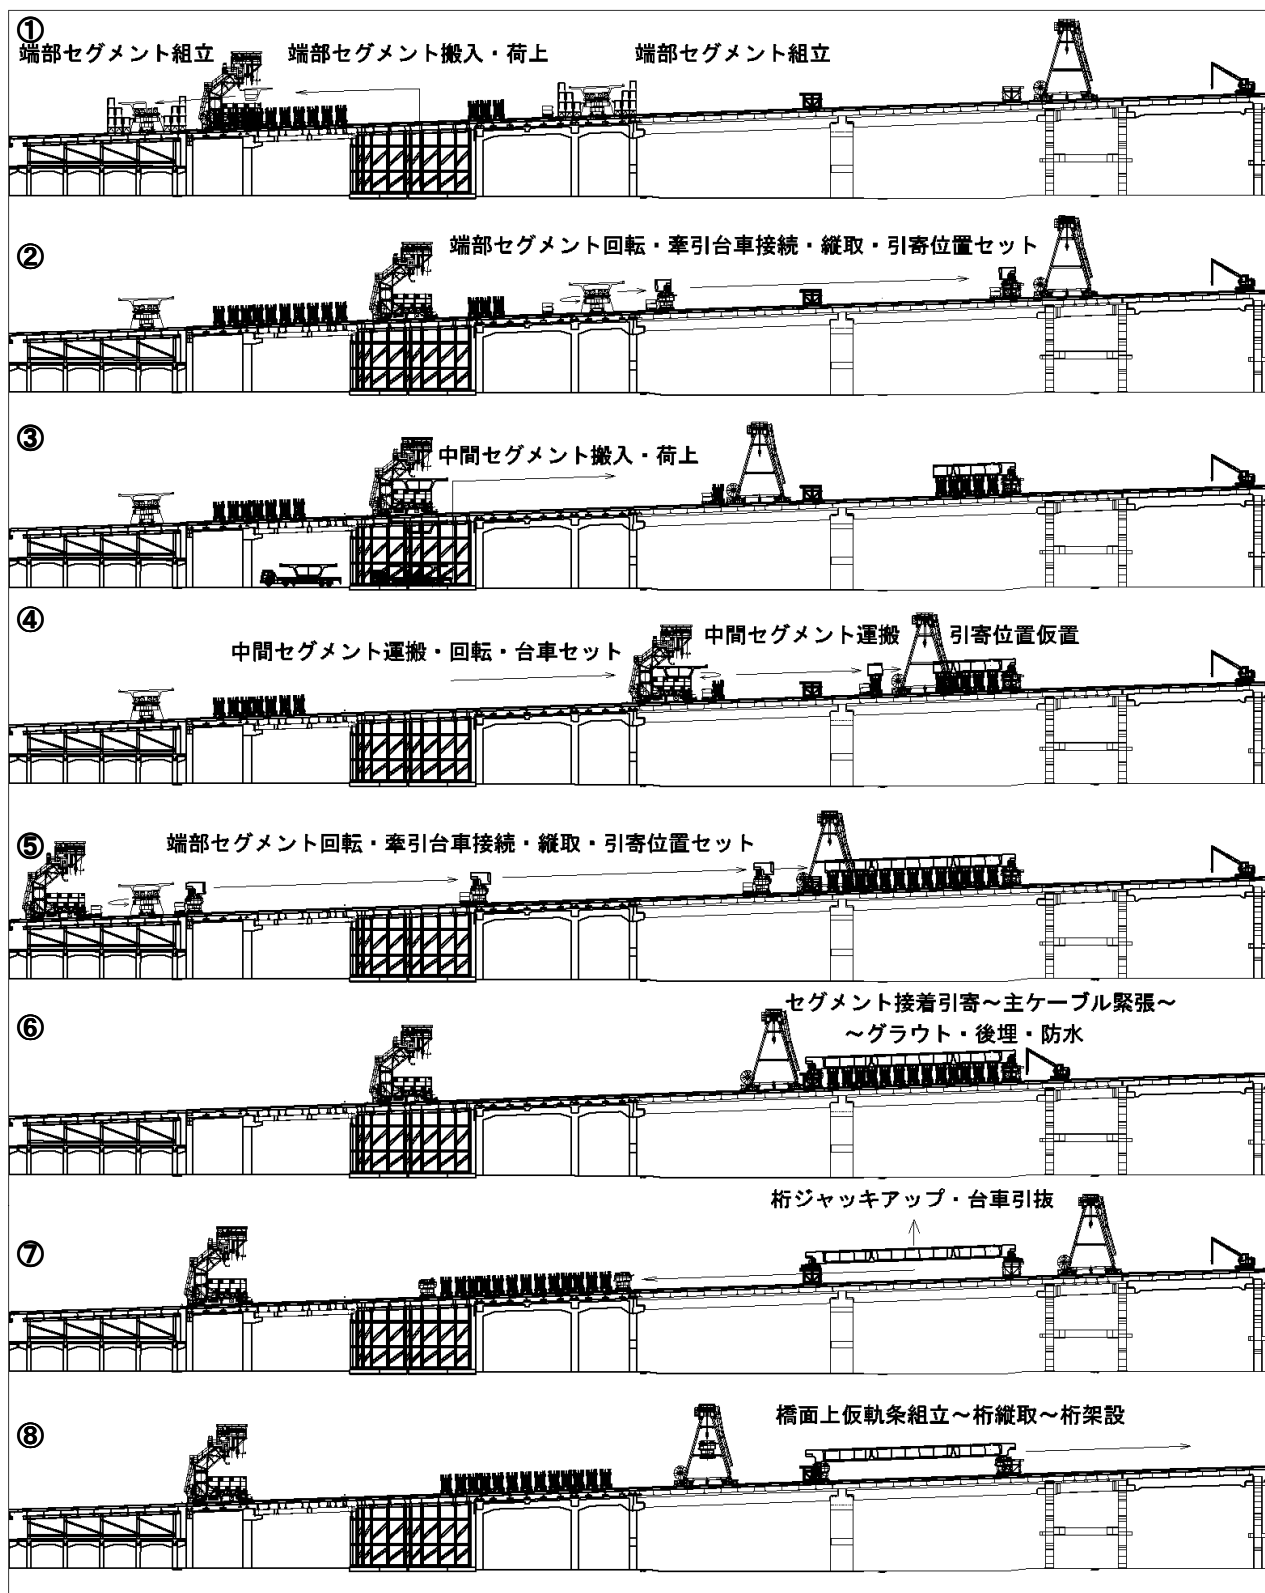 ①
端部セグメント組立
端部セグメント搬入・荷上
端部セグメント組立
②
端部セグメント回転・牽引台車接続・縦取・引寄位置セット
③
中間セグメント搬入・荷上
④
中間セグメント運搬・回転・台車セット
中間セグメント運搬
引寄位置仮置
⑤
端部セグメント回転・牽引台車接続・縦取・引寄位置セット
⑥
セグメント接着引寄～主ケーブル緊張～
～グラウト・後埋・防水
⑦
桁ジャッキアップ・台車引抜
⑧
橋面上仮軌条組立～桁縦取～桁架設